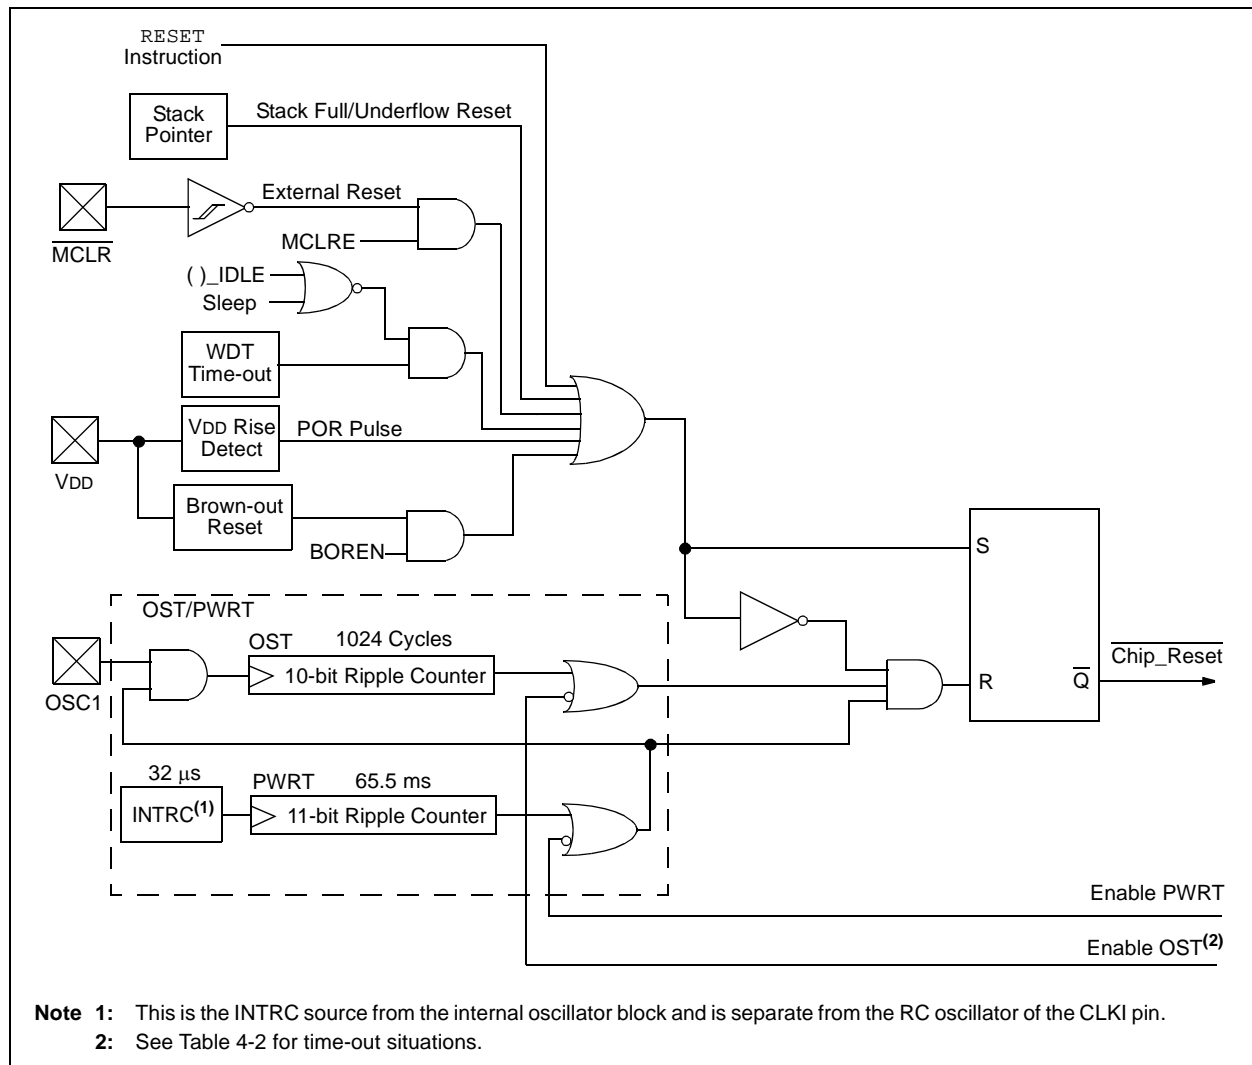 RESET
Instruction
Stack
Pointer
Stack Full/Underflow Reset
External Reset
MCLR
MCLRE
( )_IDLE
Sleep
WDT
Time-out
VDD Rise
Detect
POR Pulse
VDD
Brown-out
Reset
BOREN
S
OST/PWRT
OST
1024 Cycles
10-bit Ripple Counter
OSC1
R
Q
Chip_Reset
32 μs
INTRC(1)
PWRT
65.5 ms
11-bit Ripple Counter
Enable PWRT
Enable OST(2)
Note 1: This is the INTRC source from the internal oscillator block and is separate from the RC oscillator of the CLKI pin.
2: See Table 4-2 for time-out situations.